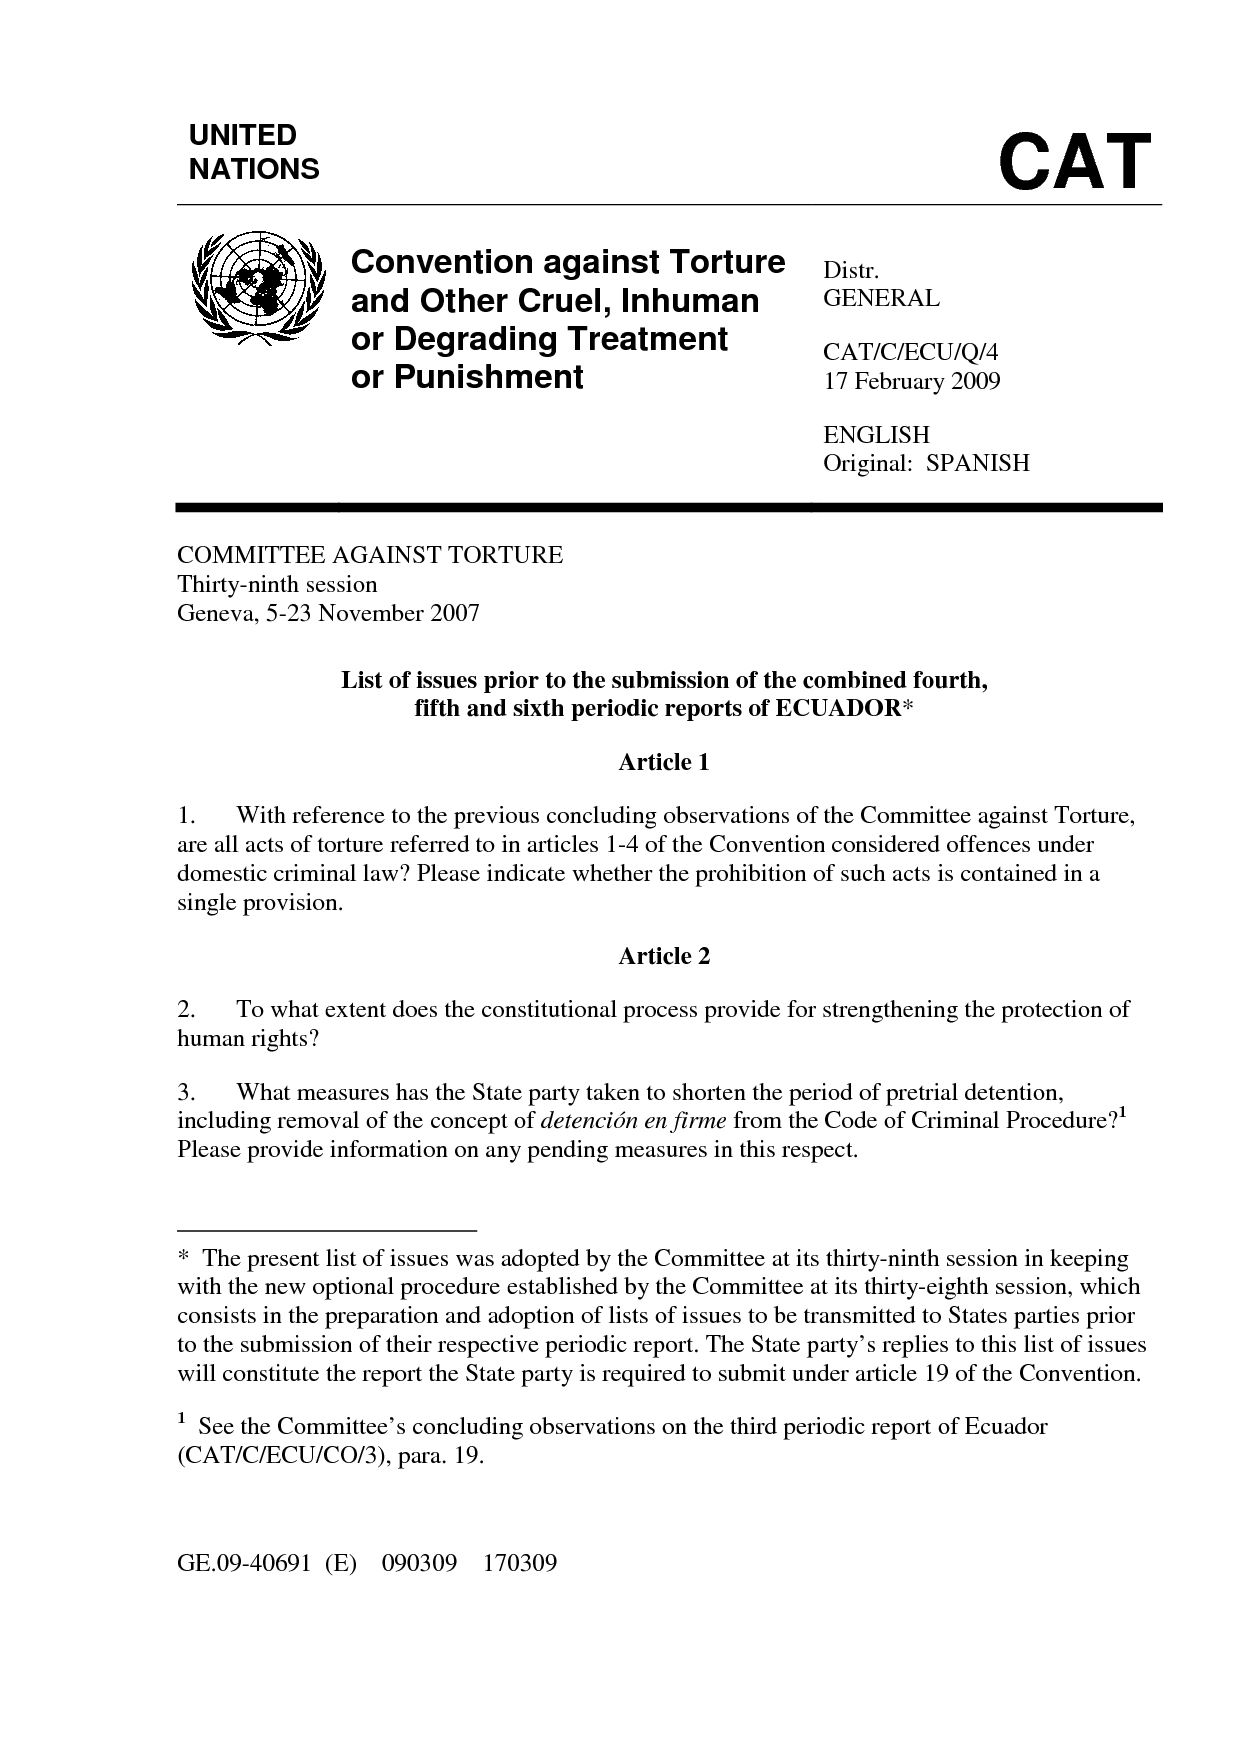 UNITED
NATIONS
CAT
Convention against Torture
and Other Cruel, Inhuman
or Degrading Treatment
or Punishment
Distr.
GENERAL
CAT/C/ECU/Q/4
17 February 2009
ENGLISH
Original: SPANISH
COMMITTEE AGAINST TORTURE
Thirty-ninth session
Geneva, 5-23 November 2007
List of issues prior to the submission of the combined fourth,
fifth and sixth periodic reports of ECUADOR*
Article 1
1. With reference to the previous concluding observations of the Committee against Torture,
are all acts of torture referred to in articles 1-4 of the Convention considered offences under
domestic criminal law? Please indicate whether the prohibition of such acts is contained in a
single provision.
Article 2
2. To what extent does the constitutional process provide for strengthening the protection of
human rights?
3. What measures has the State party taken to shorten the period of pretrial detention,
including removal of the concept of detención en firme from the Code of Criminal Procedure?1
Please provide information on any pending measures in this respect.
* The present list of issues was adopted by the Committee at its thirty-ninth session in keeping
with the new optional procedure established by the Committee at its thirty-eighth session, which
consists in the preparation and adoption of lists of issues to be transmitted to States parties prior
to the submission of their respective periodic report. The State party’s replies to this list of issues
will constitute the report the State party is required to submit under article 19 of the Convention.
1 See the Committee’s concluding observations on the third periodic report of Ecuador
(CAT/C/ECU/CO/3), para. 19.
GE.09-40691 (E) 090309 170309